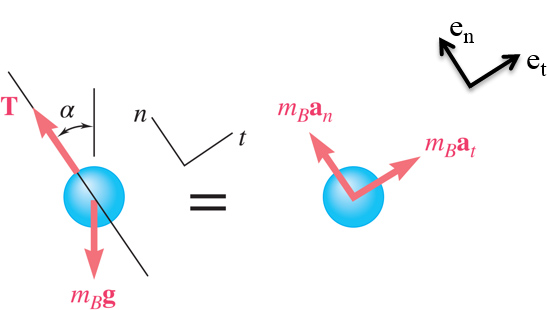 e_n
e_t
T
α
n
t
m_B a_n
m_B a_t
=
m_B g